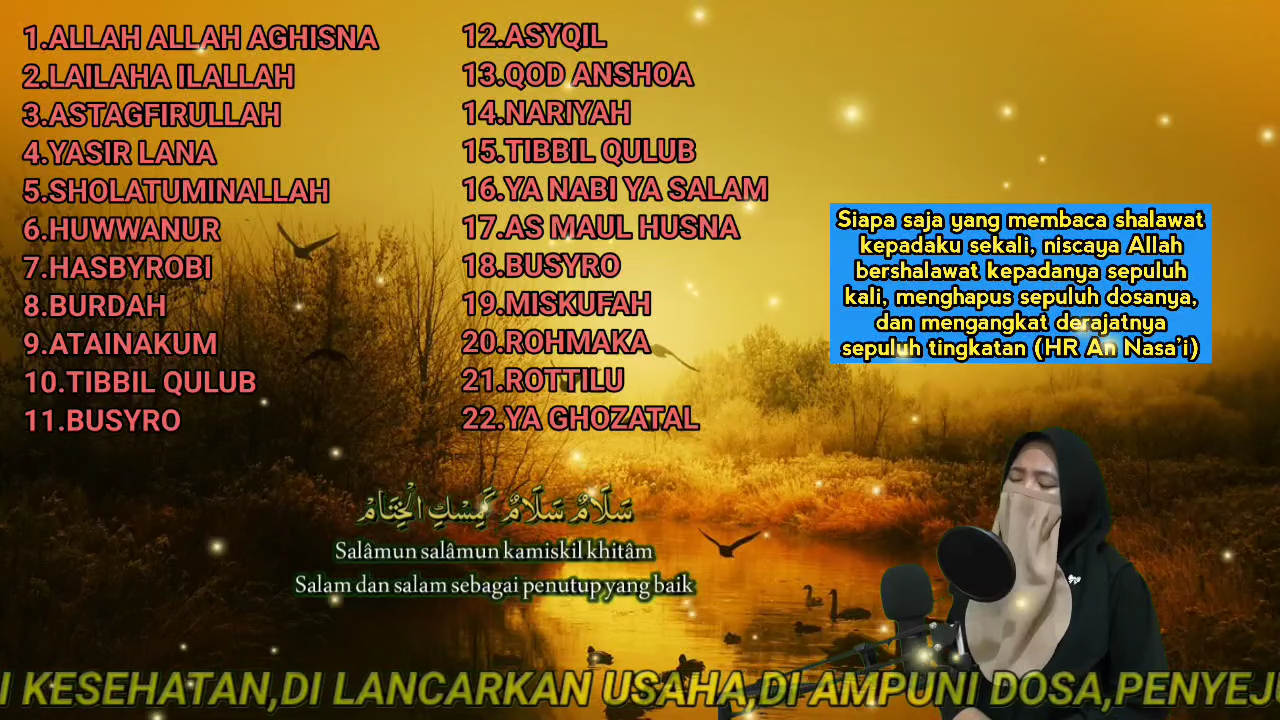 1.ALLAH ALLAH AGHISNA
2.LAILAHA ILALLAH
3.ASTAGFIRULLAH
4.YASIR LANA
5.SHOLATUMINALLAH
6.HUWWANUR
7.HASBYROBI
8.BURDAH
9.ATAINAKUM
10.TIBBIL QULUB
11.BUSYRO
12.ASYQIL
13.QOD ANSHOA
14.NARIYAH
15.TIBBIL QULUB
16.YA NABI YA SALAM
17.AS MAUL HUSNA
18.BUSYRO
19.MISKUFAH
20.ROHMAKA
21.ROTTILU
22.YA GHOZATAL
Siapa saja yang membaca shalawat
kepadaku sekali, niscaya Allah
bershalawat kepadanya sepuluh
kali, menghapus sepuluh dosanya,
dan mengangkat derajatnya
sepuluh tingkatan (HR An Nasa'i)
سَلَامٌ سَلَامٌ كَمِسْكِ الْخِتَامْ
Salâmun salâmun kamiskil khitâm
Salam dan salam sebagai penutup yang baik
I KESEHATAN,DI LANCARKAN USAHA,DI AMPUNI DOSA,PENYEJ